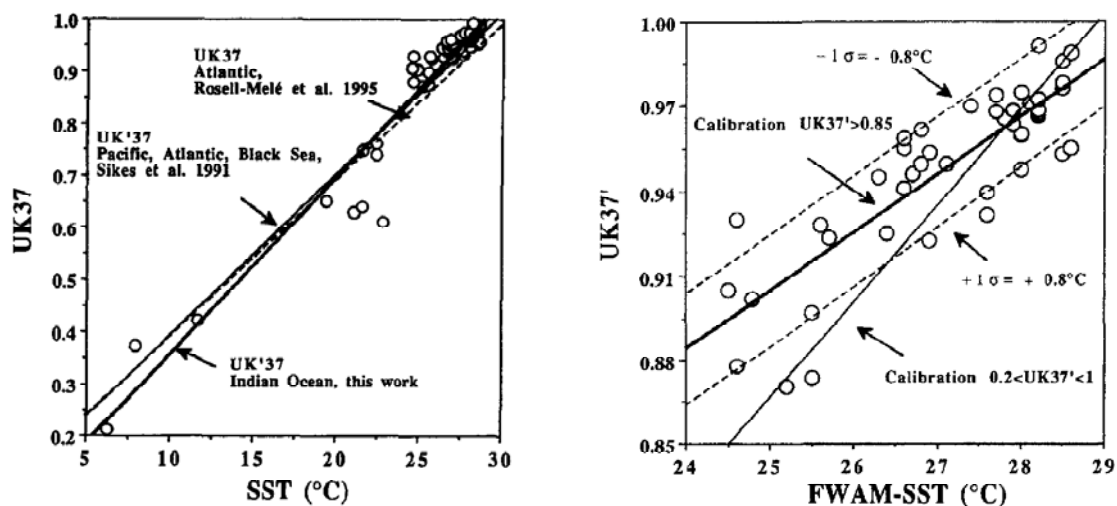 1.0
0.9
0.8
0.7
0.6
0.5
0.4
0.3
0.2
UK37
UK37
Atlantic,
Rosell-Melé et al. 1995
UK'37
Pacific, Atlantic, Black Sea,
Sikes et al. 1991
UK'37
Indian Ocean, this work
5 10 15 20 25 30
SST (°C)
1.00
0.97
0.94
0.91
0.88
0.85
UK37'
− 1 σ = - 0.8°C
Calibration UK37'>0.85
+ 1 σ = + 0.8°C
Calibration 0.2<UK37'<1
24 25 26 27 28 29
FWAM-SST (°C)